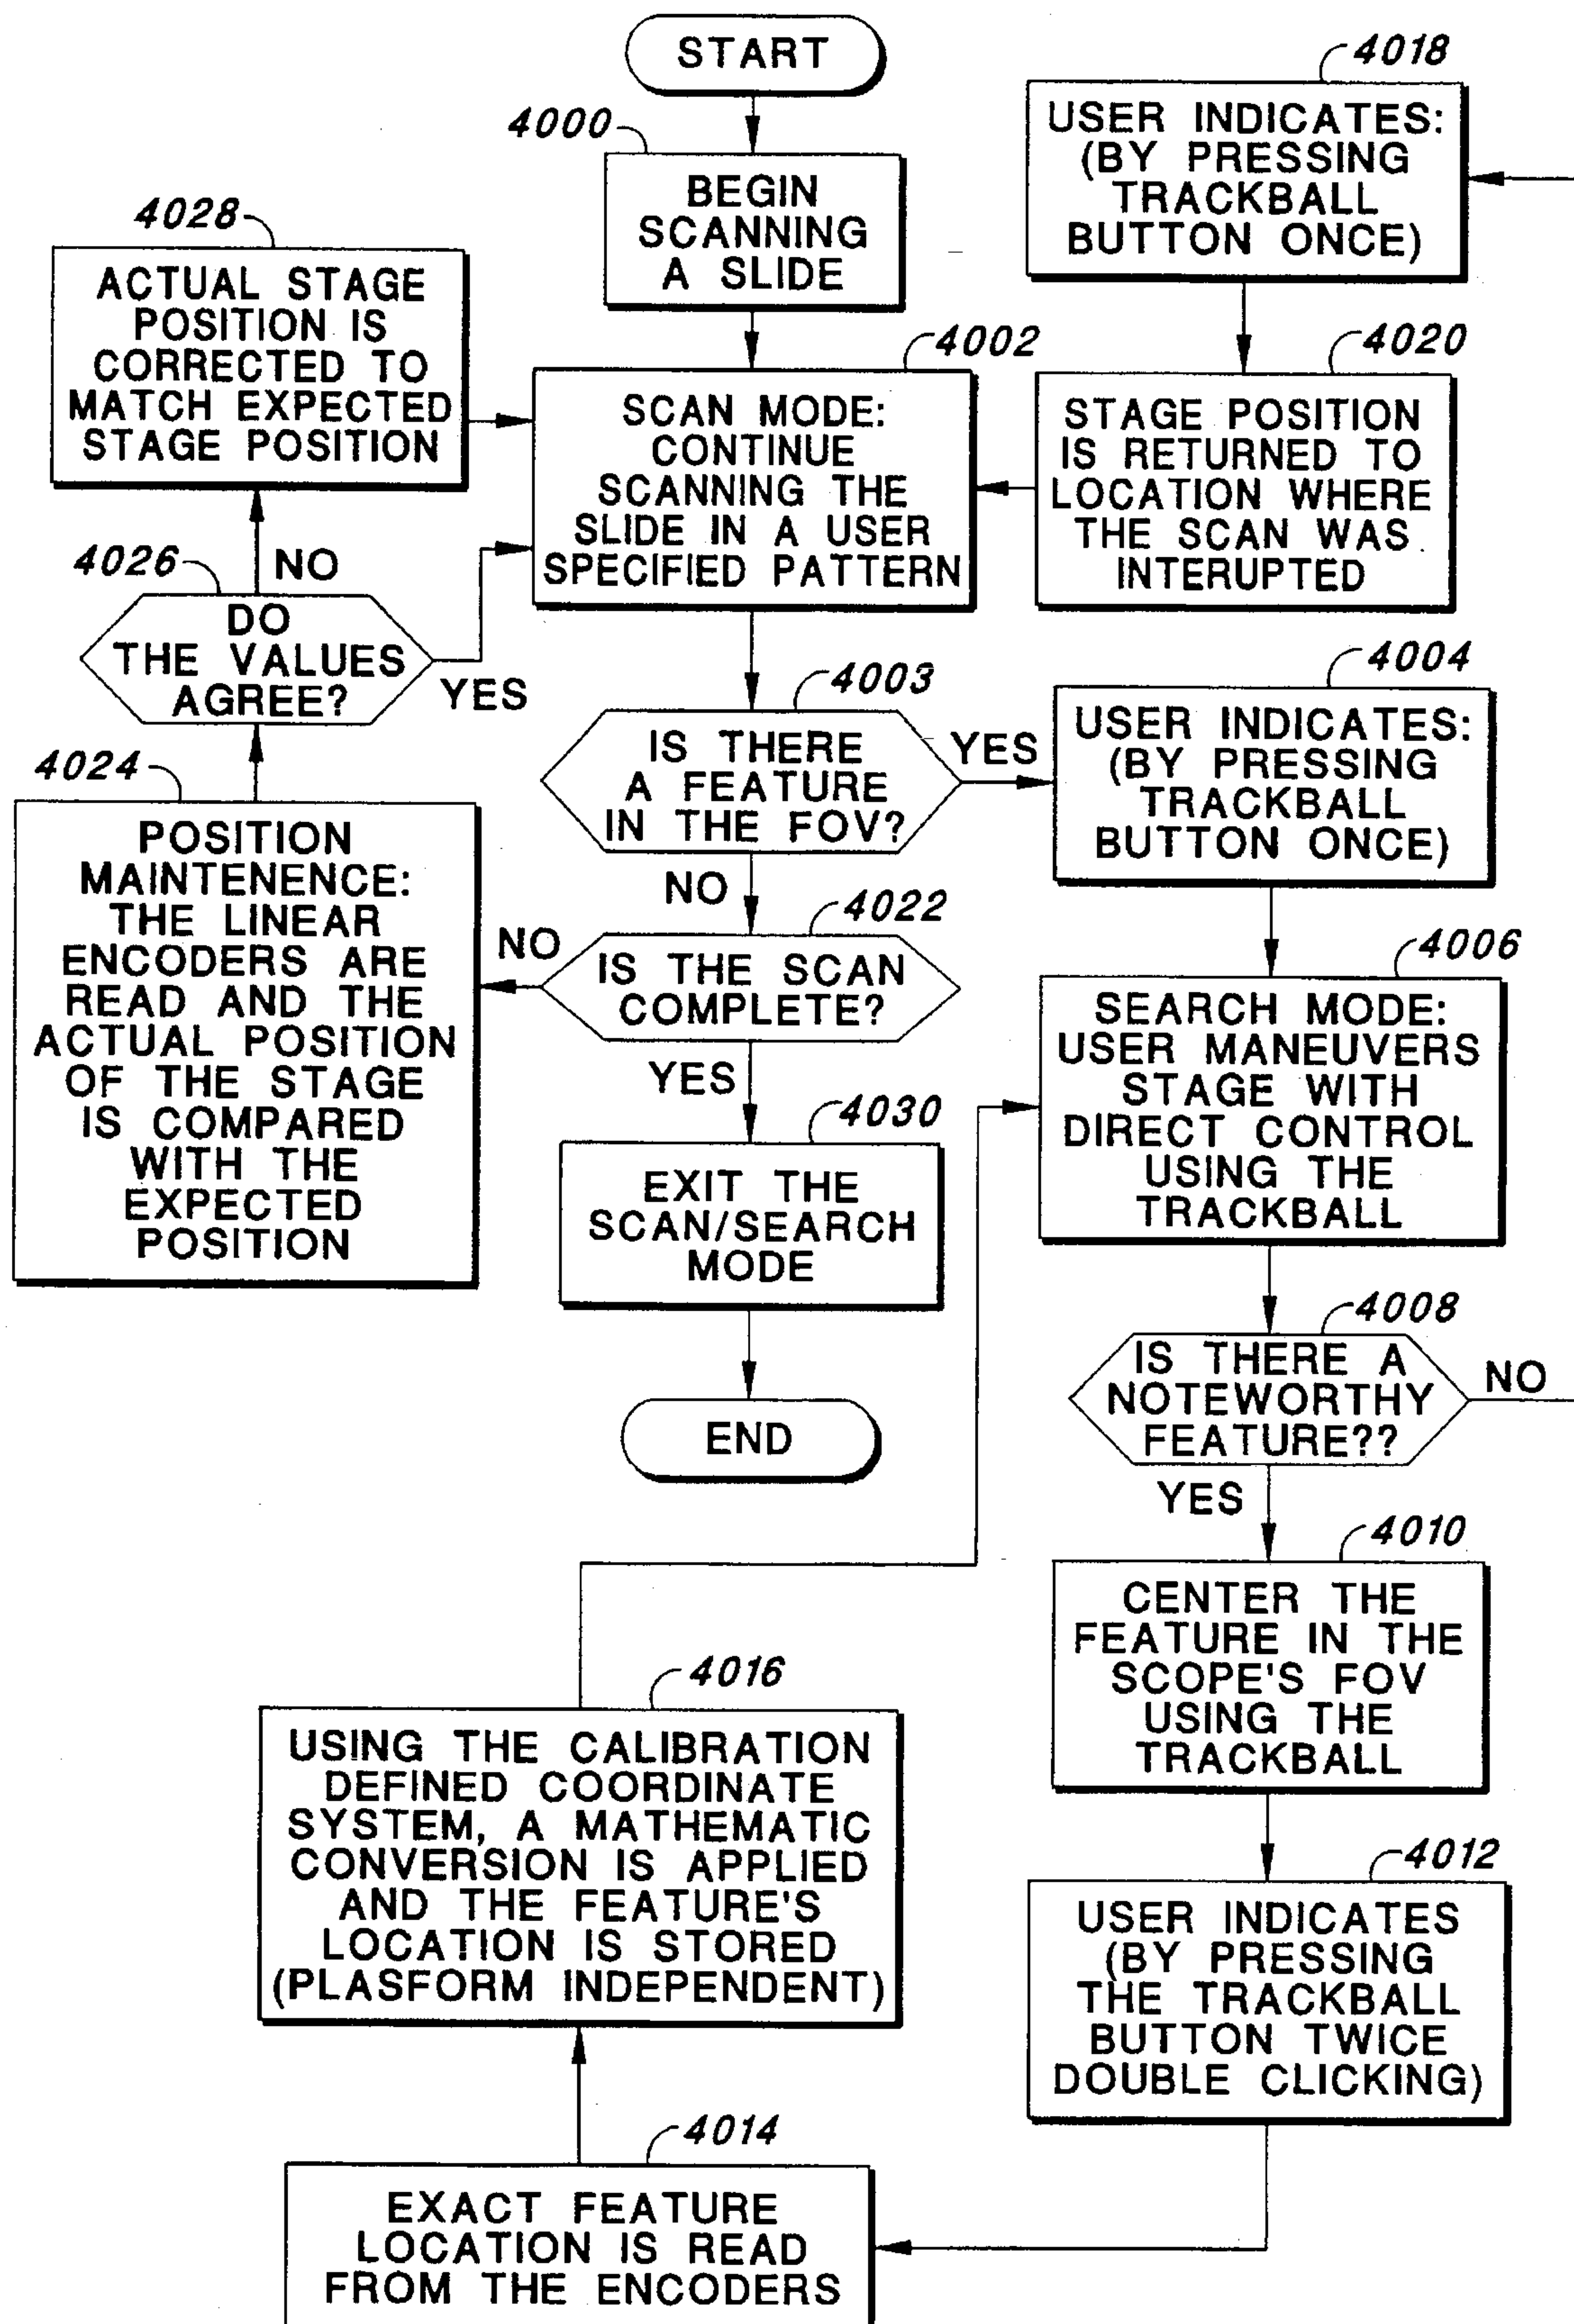 START
4000
BEGIN
SCANNING
A SLIDE
4002
SCAN MODE:
CONTINUE
SCANNING THE
SLIDE IN A USER
SPECIFIED PATTERN
4003
IS THERE
A FEATURE
IN THE FOV?
YES
NO
4022
IS THE SCAN
COMPLETE?
NO
YES
4030
EXIT THE
SCAN/SEARCH
MODE
END
4028
ACTUAL STAGE
POSITION IS
CORRECTED TO
MATCH EXPECTED
STAGE POSITION
4026
NO
DO
THE VALUES
AGREE?
YES
4024
POSITION
MAINTENENCE:
THE LINEAR
ENCODERS ARE
READ AND THE
ACTUAL POSITION
OF THE STAGE
IS COMPARED
WITH THE
EXPECTED
POSITION
4018
USER INDICATES:
(BY PRESSING
TRACKBALL
BUTTON ONCE)
4020
STAGE POSITION
IS RETURNED TO
LOCATION WHERE
THE SCAN WAS
INTERUPTED
4004
USER INDICATES:
(BY PRESSING
TRACKBALL
BUTTON ONCE)
4006
SEARCH MODE:
USER MANEUVERS
STAGE WITH
DIRECT CONTROL
USING THE
TRACKBALL
4008
IS THERE A
NOTEWORTHY
FEATURE??
NO
YES
4010
CENTER THE
FEATURE IN THE
SCOPE'S FOV
USING THE
TRACKBALL
4012
USER INDICATES
(BY PRESSING
THE TRACKBALL
BUTTON TWICE
DOUBLE CLICKING)
4016
USING THE CALIBRATION
DEFINED COORDINATE
SYSTEM, A MATHEMATIC
CONVERSION IS APPLIED
AND THE FEATURE'S
LOCATION IS STORED
(PLASFORM INDEPENDENT)
4014
EXACT FEATURE
LOCATION IS READ
FROM THE ENCODERS